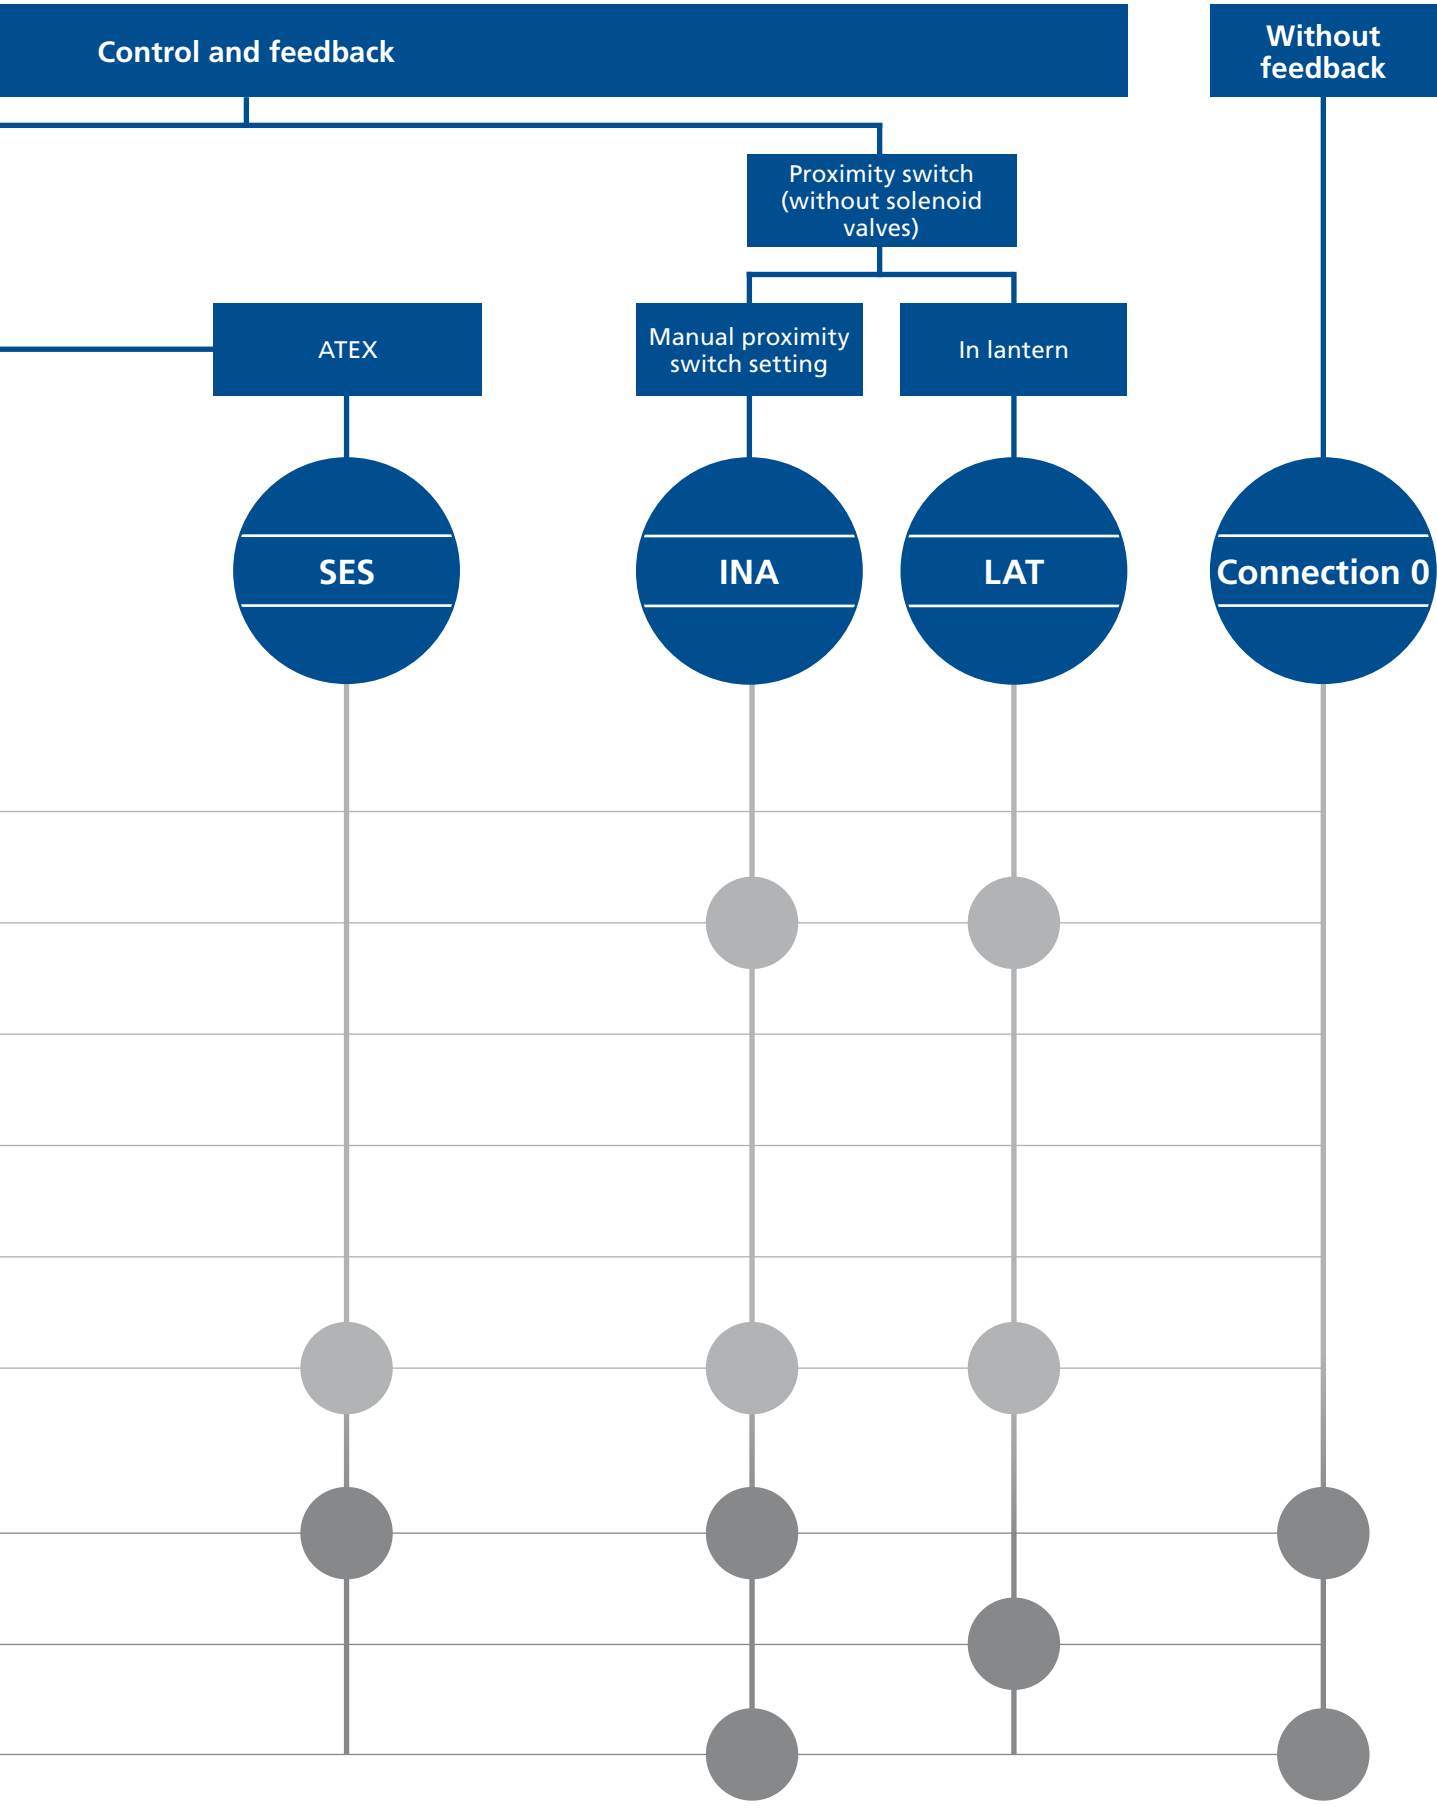 Control and feedback
Without
feedback
Proximity switch
(without solenoid
valves)
ATEX
Manual proximity
switch setting
In lantern
SES
INA
LAT
Connection 0